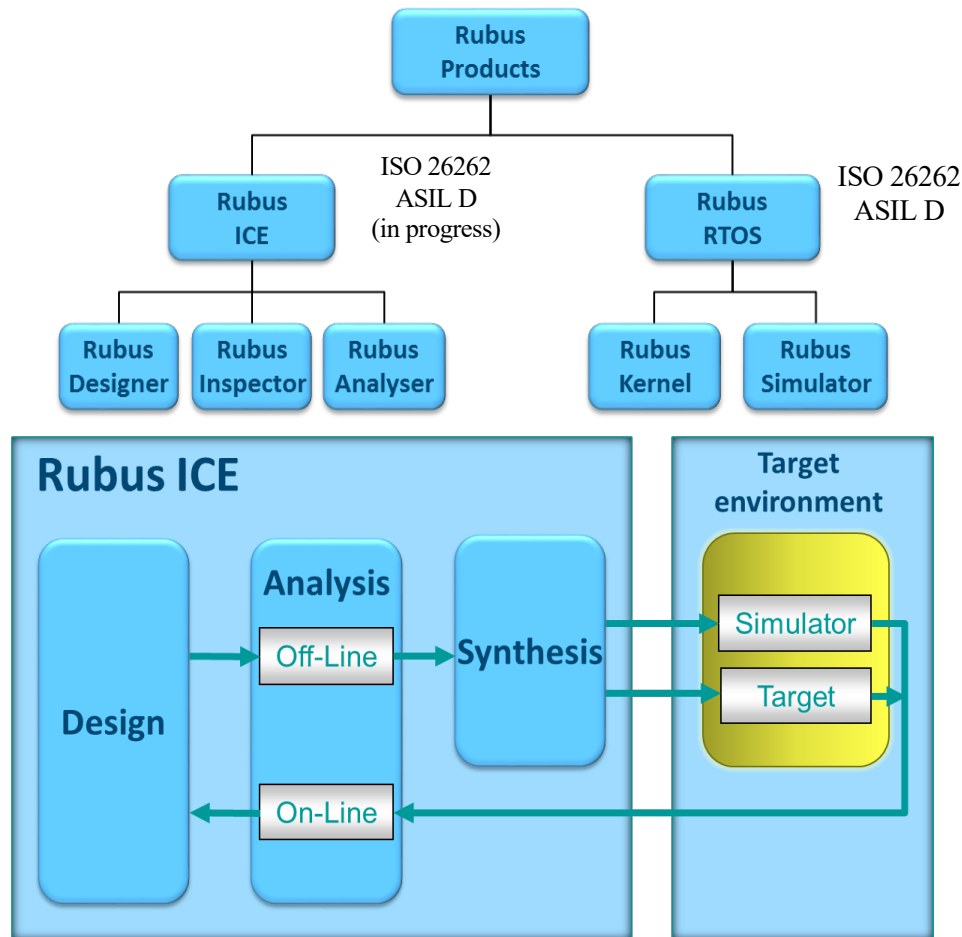 Rubus
Products
ISO 26262
ASIL D
(in progress)
ISO 26262
ASIL D
Rubus
ICE
Rubus
RTOS
Rubus
Designer
Rubus
Inspector
Rubus
Analyser
Rubus
Kernel
Rubus
Simulator
Rubus ICE
Design
Analysis
Off-Line
On-Line
Synthesis
Target
environment
Simulator
Target